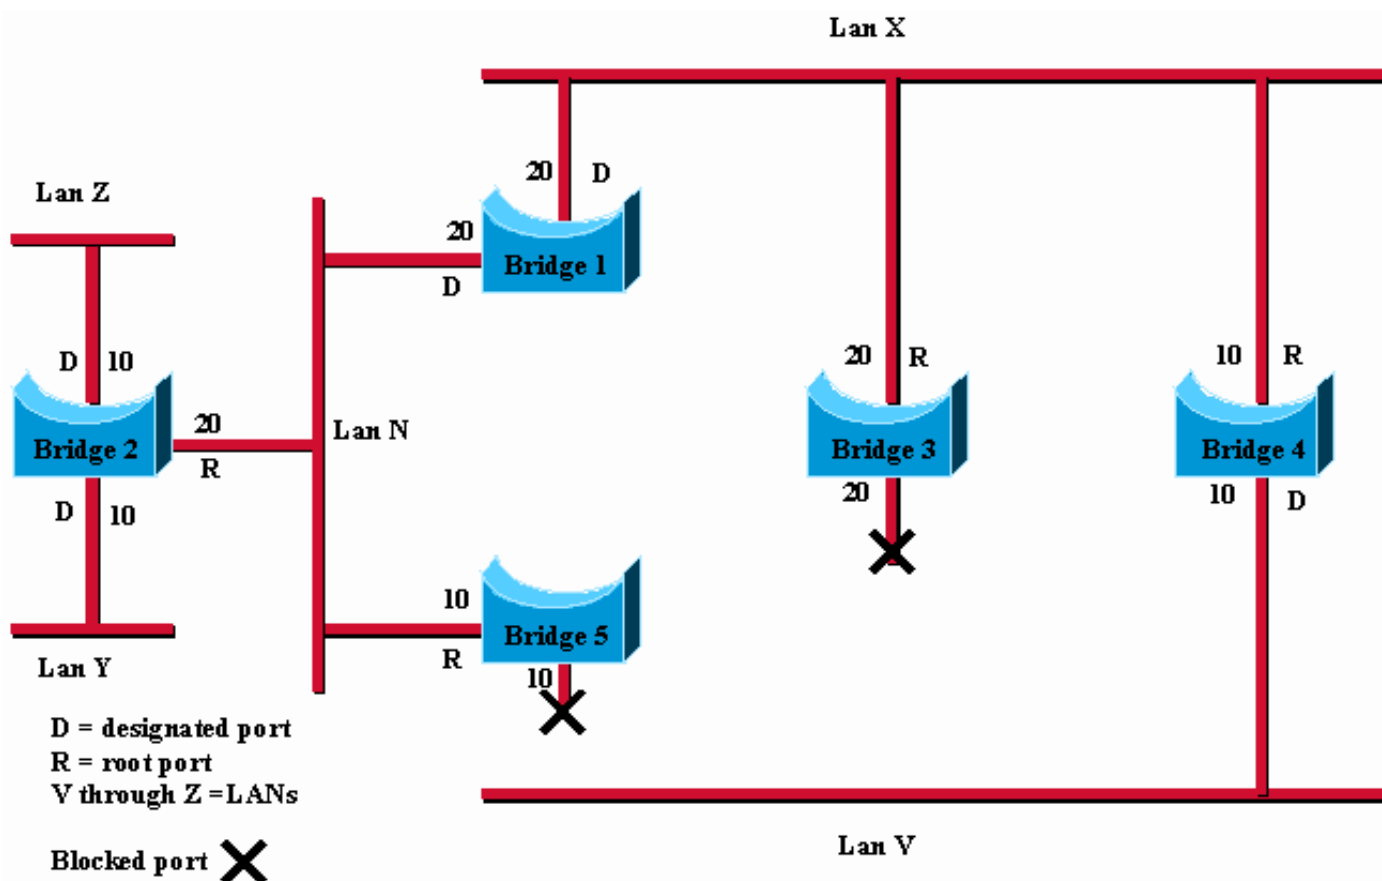 Lan X
20 D
Lan Z
20
Bridge 1
D
D 10
20 R
10 R
20
Lan N
Bridge 2
Bridge 3
Bridge 4
R
20
10 D
D 10
10
Bridge 5
R
10
Lan Y
D = designated port
R = root port
V through Z =LANs
Lan V
Blocked port